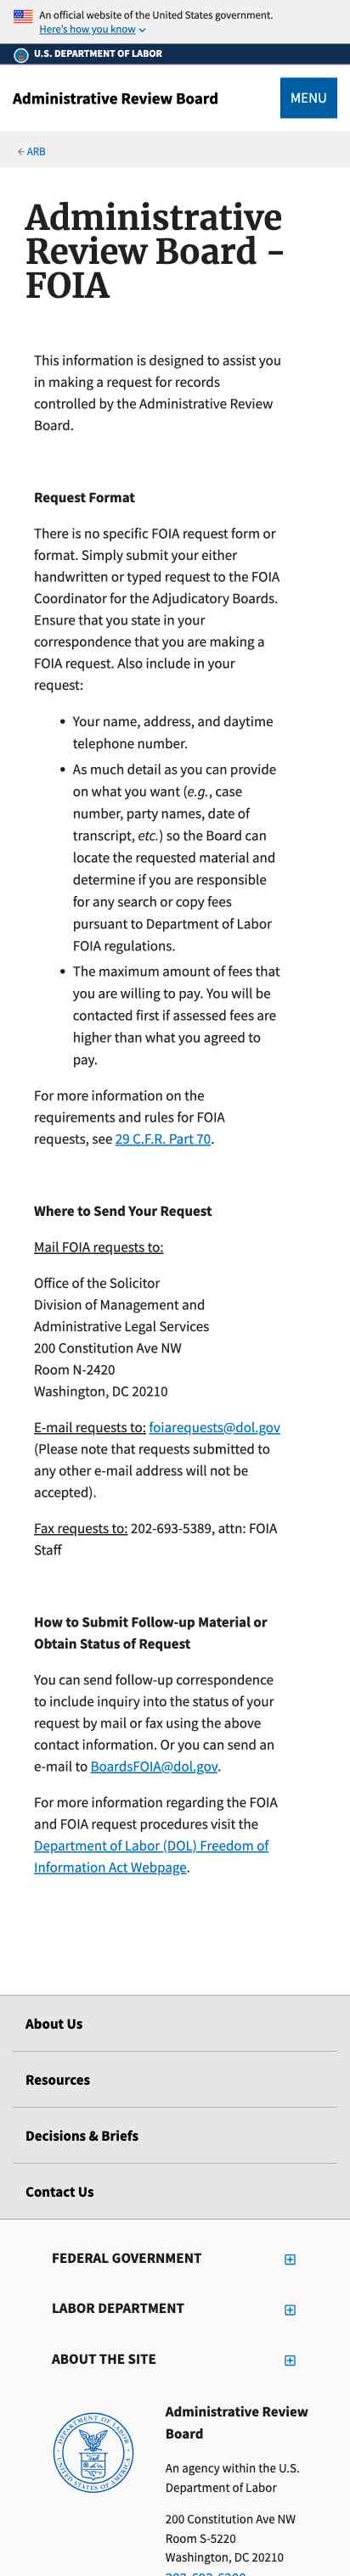 An official website of the United States government.
Here's how you know
U.S. DEPARTMENT OF LABOR
Administrative Review Board
MENU
← ARB
Administrative
Review Board -
FOIA
This information is designed to assist you
in making a request for records
controlled by the Administrative Review
Board.
Request Format
There is no specific FOIA request form or
format. Simply submit your either
handwritten or typed request to the FOIA
Coordinator for the Adjudicatory Boards.
Ensure that you state in your
correspondence that you are making a
FOIA request. Also include in your
request:
• Your name, address, and daytime
telephone number.
• As much detail as you can provide
on what you want (e.g., case
number, party names, date of
transcript, etc.) so the Board can
locate the requested material and
determine if you are responsible
for any search or copy fees
pursuant to Department of Labor
FOIA regulations.
• The maximum amount of fees that
you are willing to pay. You will be
contacted first if assessed fees are
higher than what you agreed to
pay.
For more information on the
requirements and rules for FOIA
requests, see 29 C.F.R. Part 70.
Where to Send Your Request
Mail FOIA requests to:
Office of the Solicitor
Division of Management and
Administrative Legal Services
200 Constitution Ave NW
Room N-2420
Washington, DC 20210
E-mail requests to: foiarequests@dol.gov
(Please note that requests submitted to
any other e-mail address will not be
accepted).
Fax requests to: 202-693-5389, attn: FOIA
Staff
How to Submit Follow-up Material or
Obtain Status of Request
You can send follow-up correspondence
to include inquiry into the status of your
request by mail or fax using the above
contact information. Or you can send an
e-mail to BoardsFOIA@dol.gov.
For more information regarding the FOIA
and FOIA request procedures visit the
Department of Labor (DOL) Freedom of
Information Act Webpage.
About Us
Resources
Decisions & Briefs
Contact Us
FEDERAL GOVERNMENT
LABOR DEPARTMENT
ABOUT THE SITE
DEPARTMENT OF LABOR
UNITED STATES OF AMERICA
Administrative Review
Board
An agency within the U.S.
Department of Labor
200 Constitution Ave NW
Room S-5220
Washington, DC 20210